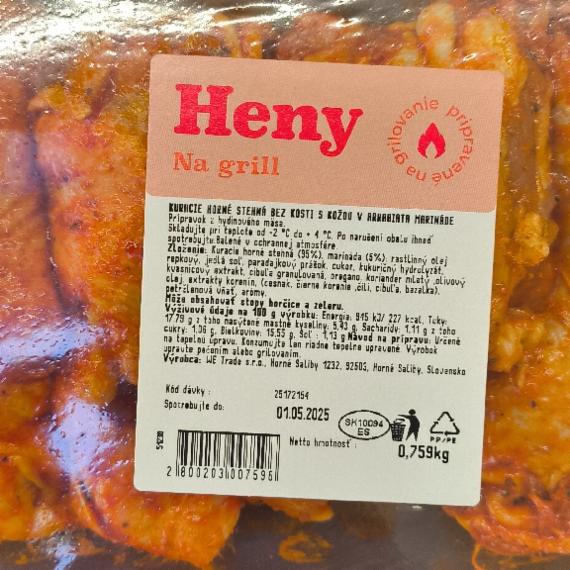 Heny
Na grill
pripravené na grilovanie
KURACIE HORNÉ STEHNÁ BEZ KOSTI S KOŽOU V ARRABIATA MARINÁDE
Prípravok z hydinového mäsa.
Skladujte pri teplote od -2 °C do + 4 °C. Po narušení obalu ihneď
spotrebujte.Balené v ochrannej atmosfére.
Zloženie: Kuracie horné stehná (95%), marináda (5%): rastlinný olej
repkový, jedlá soľ, paradajkový prášok, cukor, kukuričný hydrolyzát,
kvasnicový extrakt, cibuľa granulovaná, oregano, koriander mletý ,olivový
olej, extrakty korenín, (cesnak, čierne korenie ,čili, cibuľa, bazalka),
petržlenová vňať, arómy.
Môže obsahovať stopy horčice a zeleru.
Výživové údaje na 100 g výrobku: Energia: 945 kJ/ 227 kcal, Tuky:
17,79 g z toho nasýtené mastné kyseliny: 5,43 g, Sacharidy: 1,11 g z toho
cukry: 1,06 g, Bielkoviny: 15,55 g, Soľ : 1,13 g Návod na prípravu: Určené
na tepelnú úpravu. Konzumujte len riadne tepelne upravené. Výrobok
upravte pečením alebo grilovaním.
Výrobca: WE Trade s.r.o., Horné Saliby 1232, 92503, Horné Saliby, Slovensko
Kód dávky : 25172154
Spotrebujte do: 01.05.2025
SK10094
ES
PP/PE
Netto hmotnosť : 0,759kg
2 800203 007596